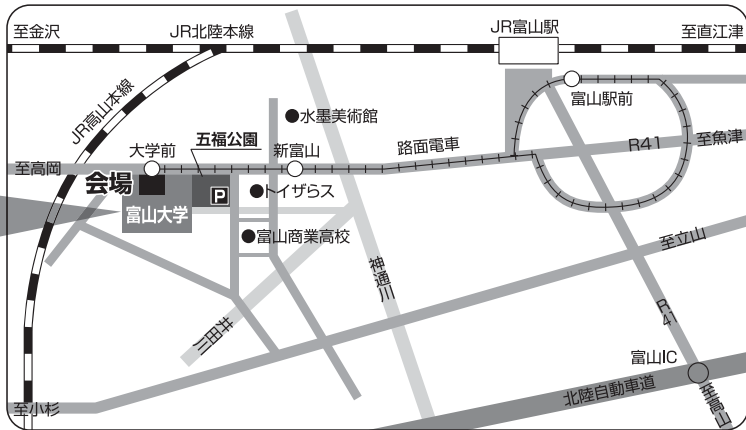 至金沢
JR北陸本線
JR富山駅
至直江津
JR高山本線
富山駅前
●水墨美術館
五福公園
大学前
新富山
路面電車
R41
至魚津
至高岡
会場
P
●トイザらス
富山大学
●富山商業高校
至立山
神通川
井田川
R41
富山IC
北陸自動車道
至小杉
至高山